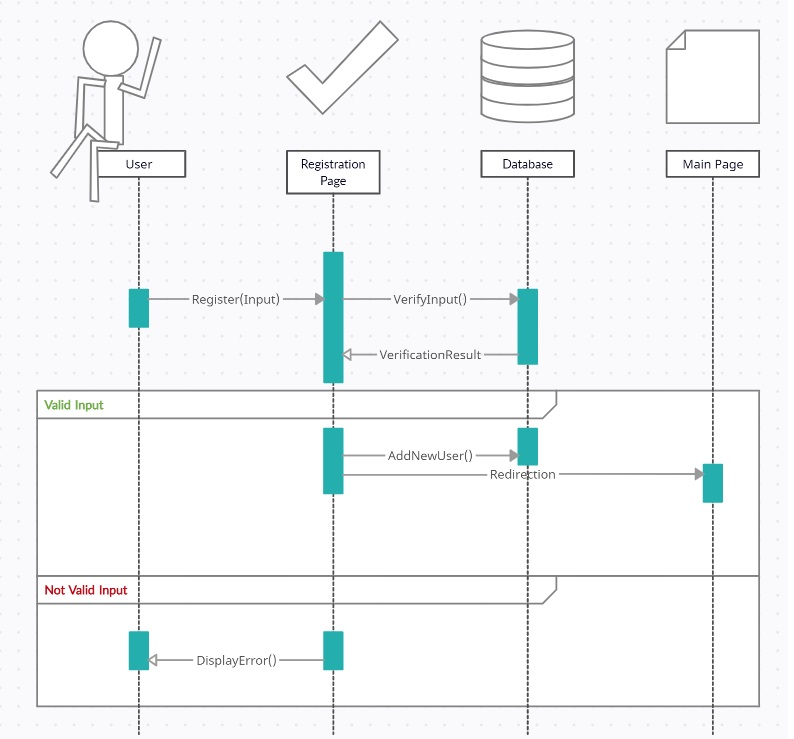 User
Registration
Page
Database
Main Page
Register(Input)
VerifyInput()
VerificationResult
Valid Input
AddNewUser()
Redirection
Not Valid Input
DisplayError()